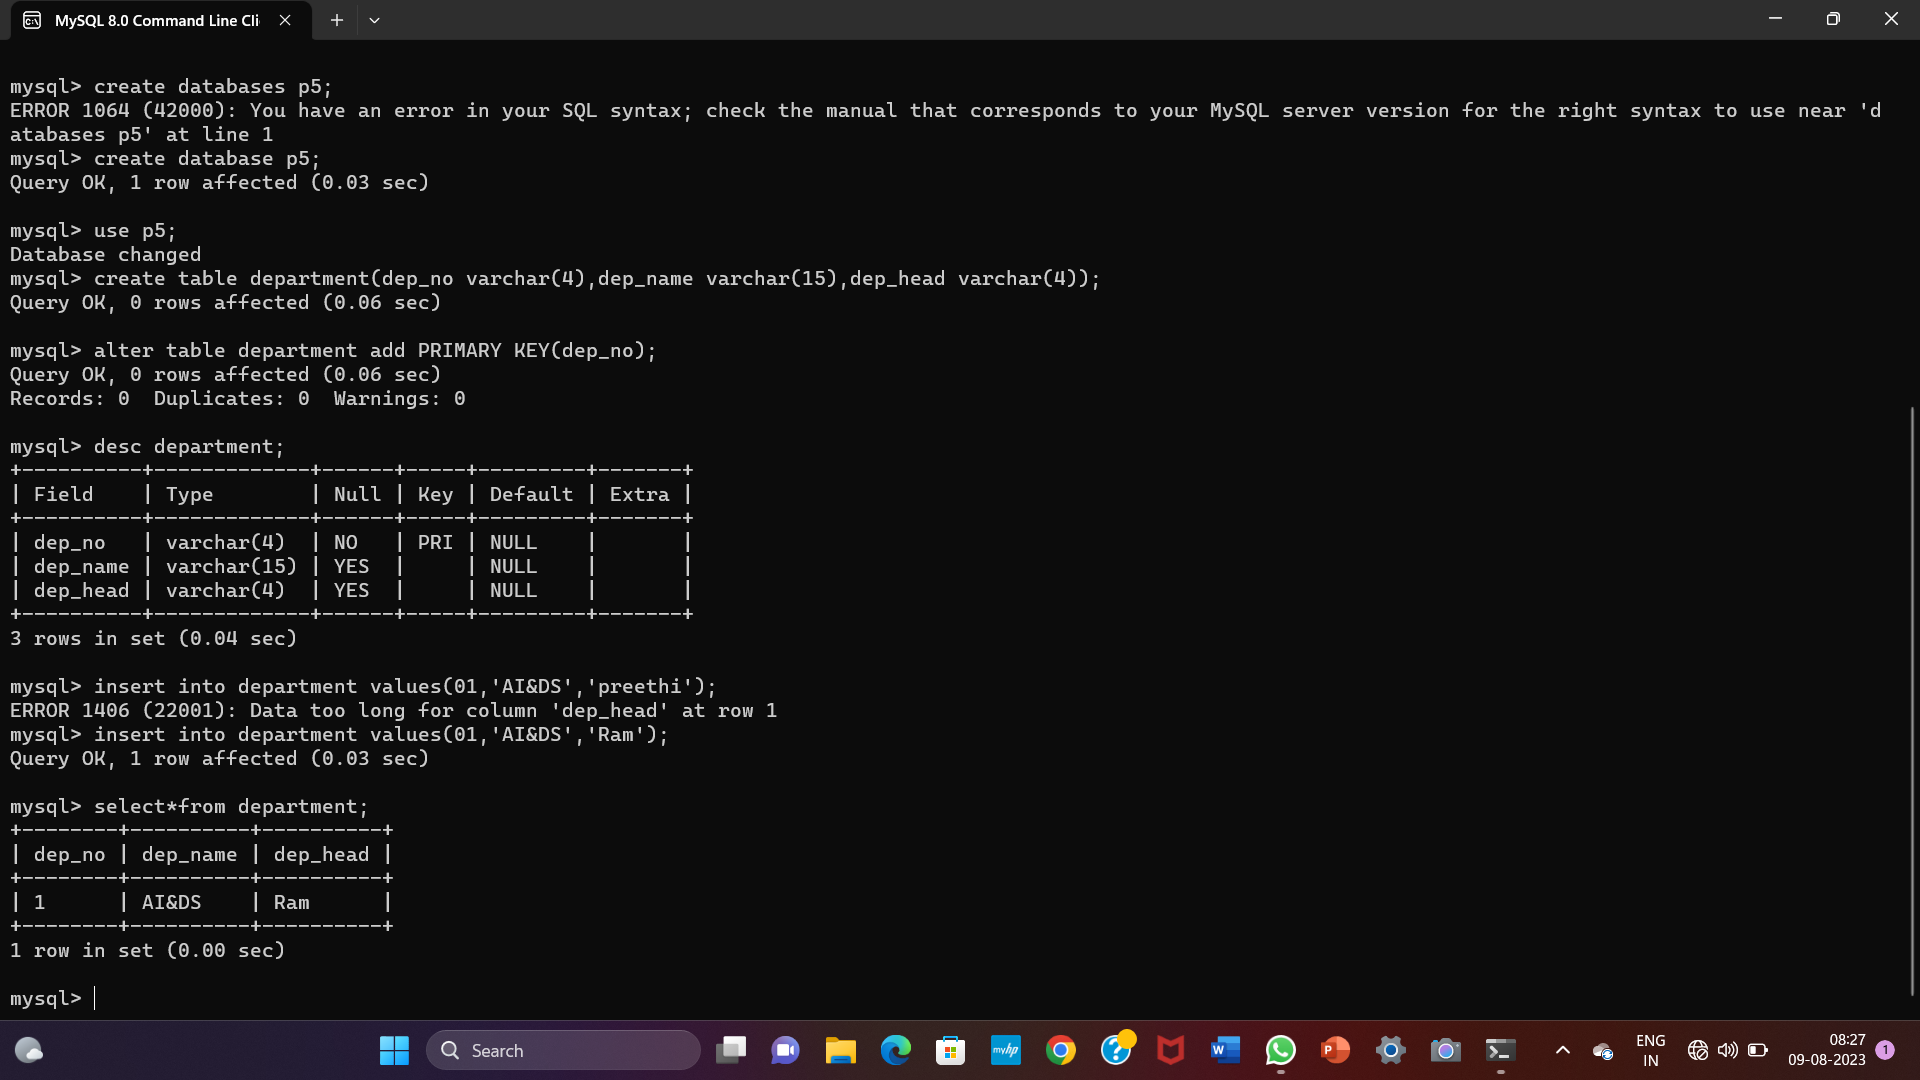 MySQL 8.0 Command Line Cli
mysql> create databases p5;
ERROR 1064 (42000): You have an error in your SQL syntax; check the manual that corresponds to your MySQL server version for the right syntax to use near 'd
atabases p5' at line 1
mysql> create database p5;
Query OK, 1 row affected (0.03 sec)

mysql> use p5;
Database changed
mysql> create table department(dep_no varchar(4),dep_name varchar(15),dep_head varchar(4));
Query OK, 0 rows affected (0.06 sec)

mysql> alter table department add PRIMARY KEY(dep_no);
Query OK, 0 rows affected (0.06 sec)
Records: 0  Duplicates: 0  Warnings: 0

mysql> desc department;
+----------+-------------+------+-----+---------+-------+
| Field    | Type        | Null | Key | Default | Extra |
+----------+-------------+------+-----+---------+-------+
| dep_no   | varchar(4)  | NO   | PRI | NULL    |       |
| dep_name | varchar(15) | YES  |     | NULL    |       |
| dep_head | varchar(4)  | YES  |     | NULL    |       |
+----------+-------------+------+-----+---------+-------+
3 rows in set (0.04 sec)

mysql> insert into department values(01,'AI&DS','preethi');
ERROR 1406 (22001): Data too long for column 'dep_head' at row 1
mysql> insert into department values(01,'AI&DS','Ram');
Query OK, 1 row affected (0.03 sec)

mysql> select*from department;
+--------+----------+----------+
| dep_no | dep_name | dep_head |
+--------+----------+----------+
| 1      | AI&DS    | Ram      |
+--------+----------+----------+
1 row in set (0.00 sec)

mysql>
Search
myhp
W
P
ENG
IN
08:27
09-08-2023
1